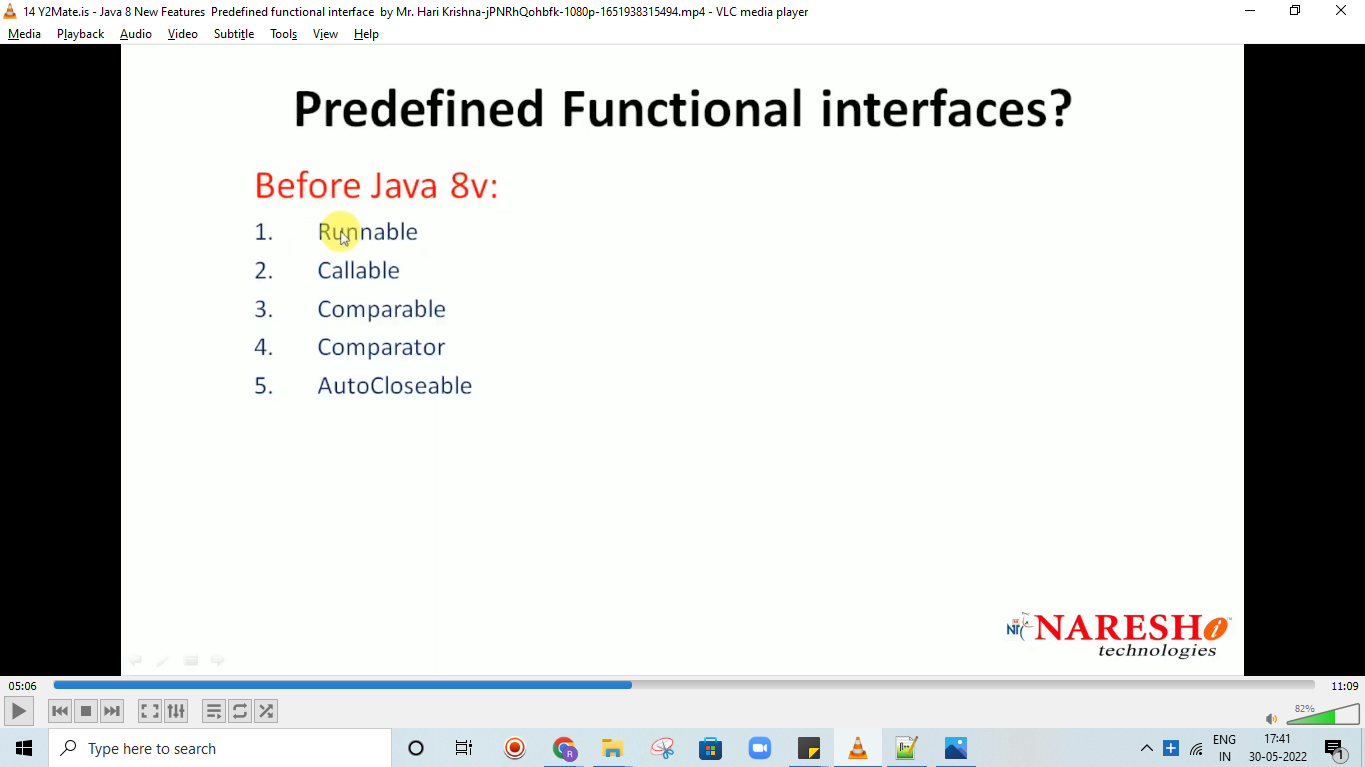 14 Y2Mate.is - Java 8 New Features  Predefined functional interface  by Mr. Hari Krishna-jPNRhQohbfk-1080p-1651938315494.mp4 - VLC media player
Media Playback Audio Video Subtitle Tools View Help
Predefined Functional interfaces?
Before Java 8v:
1. Runnable
2. Callable
3. Comparable
4. Comparator
5. AutoCloseable
NARESH i
technologies
05:06 11:09
82%
Type here to search
ENG 17:41
IN 30-05-2022 1